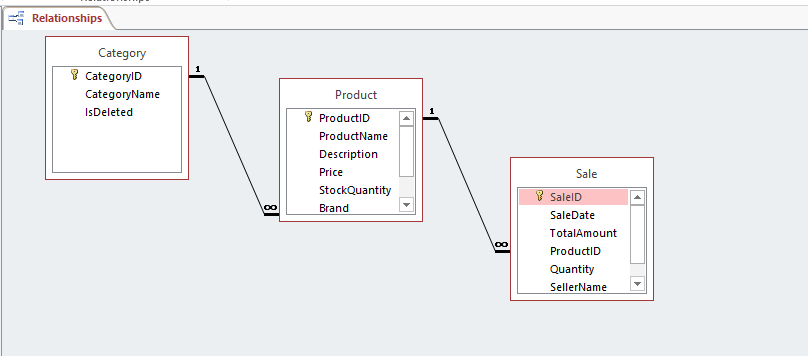 Relationships
Category
CategoryID
CategoryName
IsDeleted
1
∞
Product
ProductID
ProductName
Description
Price
StockQuantity
Brand
1
∞
Sale
SaleID
SaleDate
TotalAmount
ProductID
Quantity
SellerName